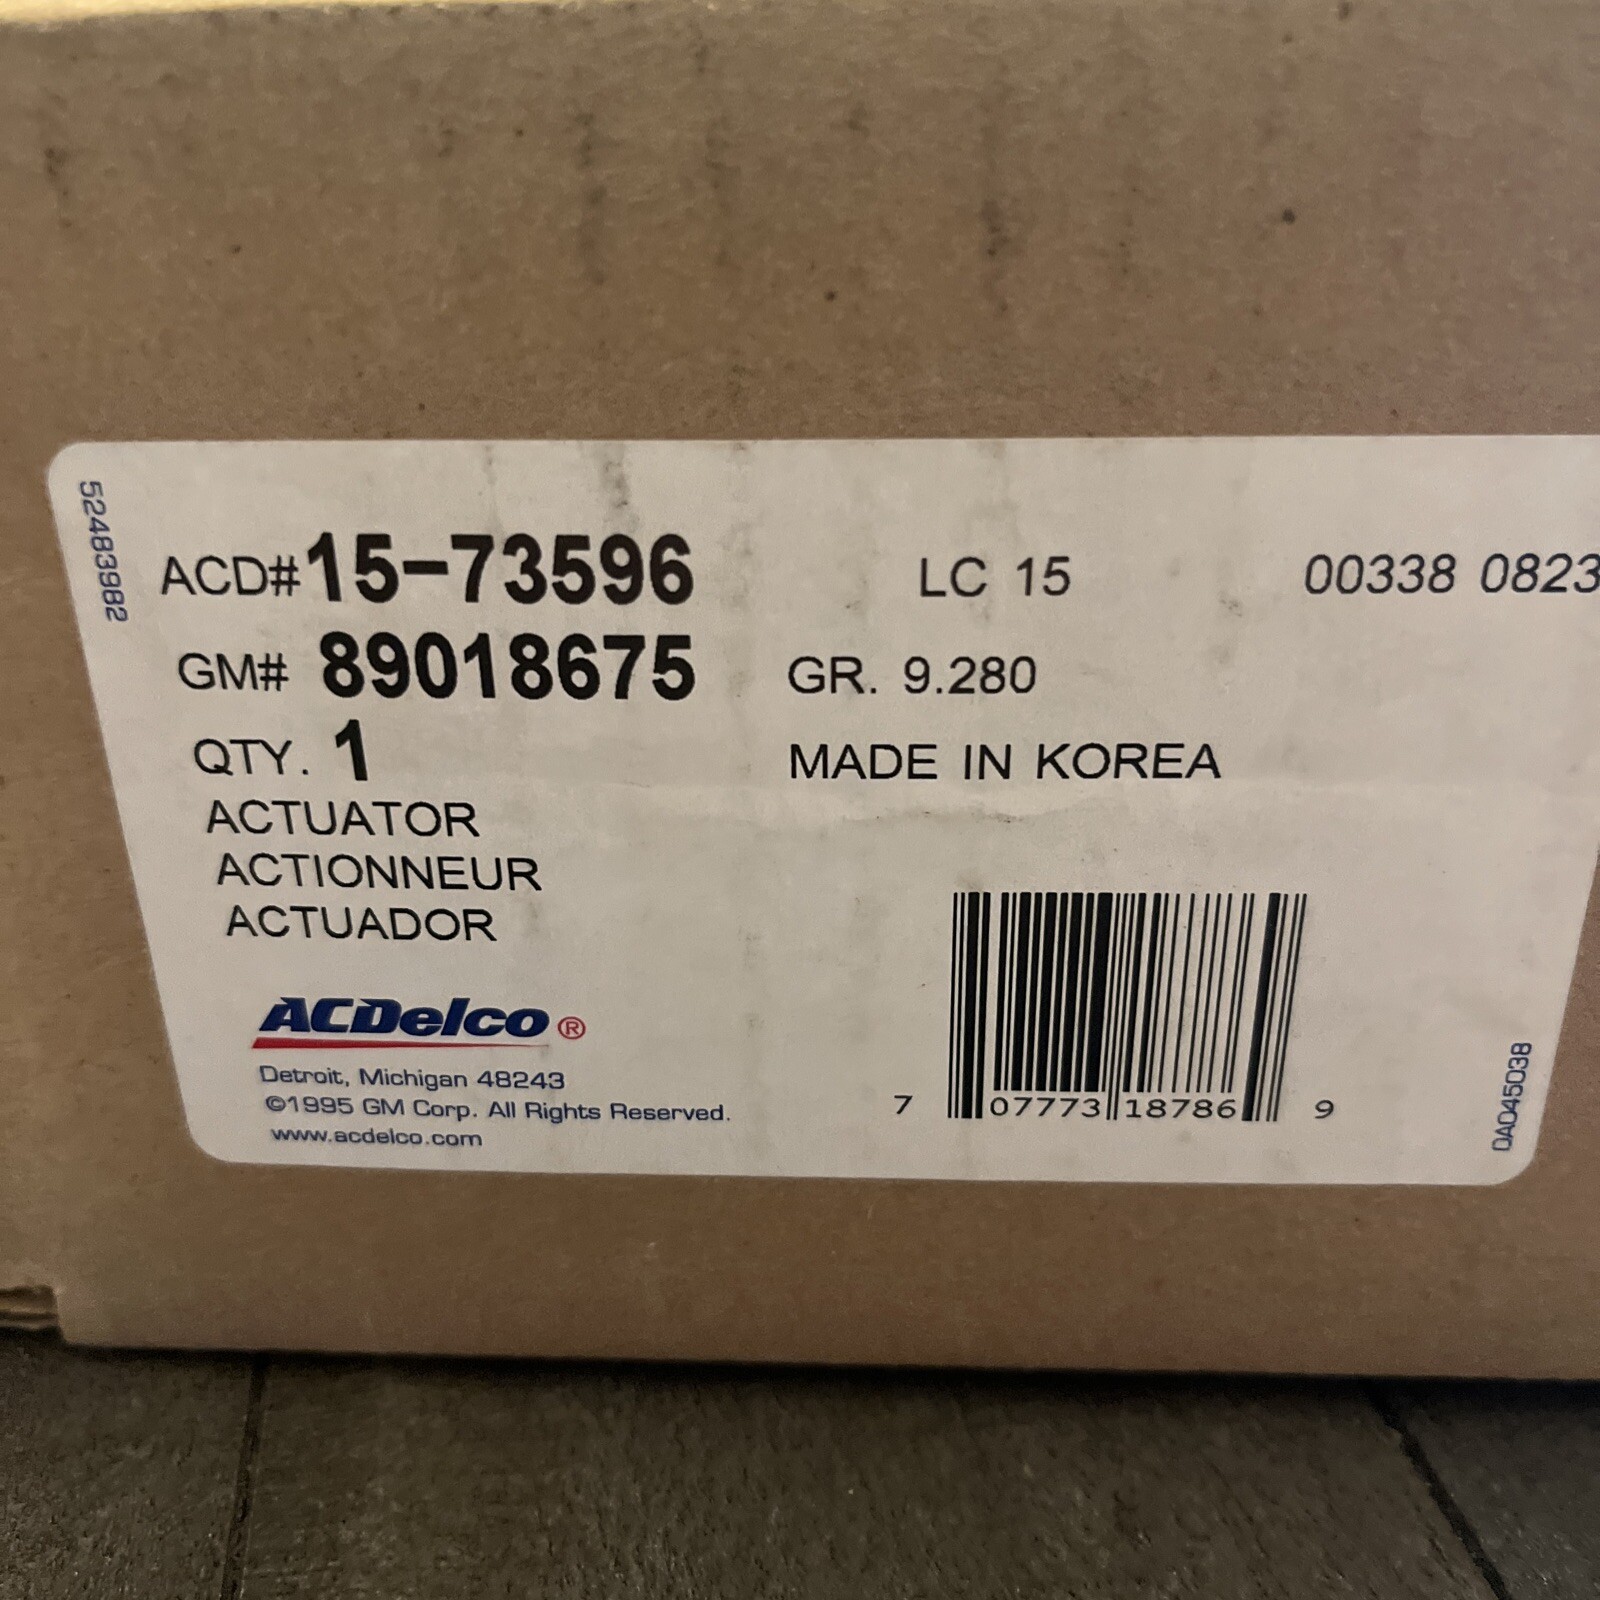 52483982
ACD# 15-73596 LC 15 00338 0823
GM# 89018675 GR. 9.280
QTY. 1 MADE IN KOREA
ACTUATOR
ACTIONNEUR
ACTUADOR
ACDelco ®
Detroit, Michigan 48243
©1995 GM Corp. All Rights Reserved.
www.acdelco.com
7 07773 18786 9
0A045038